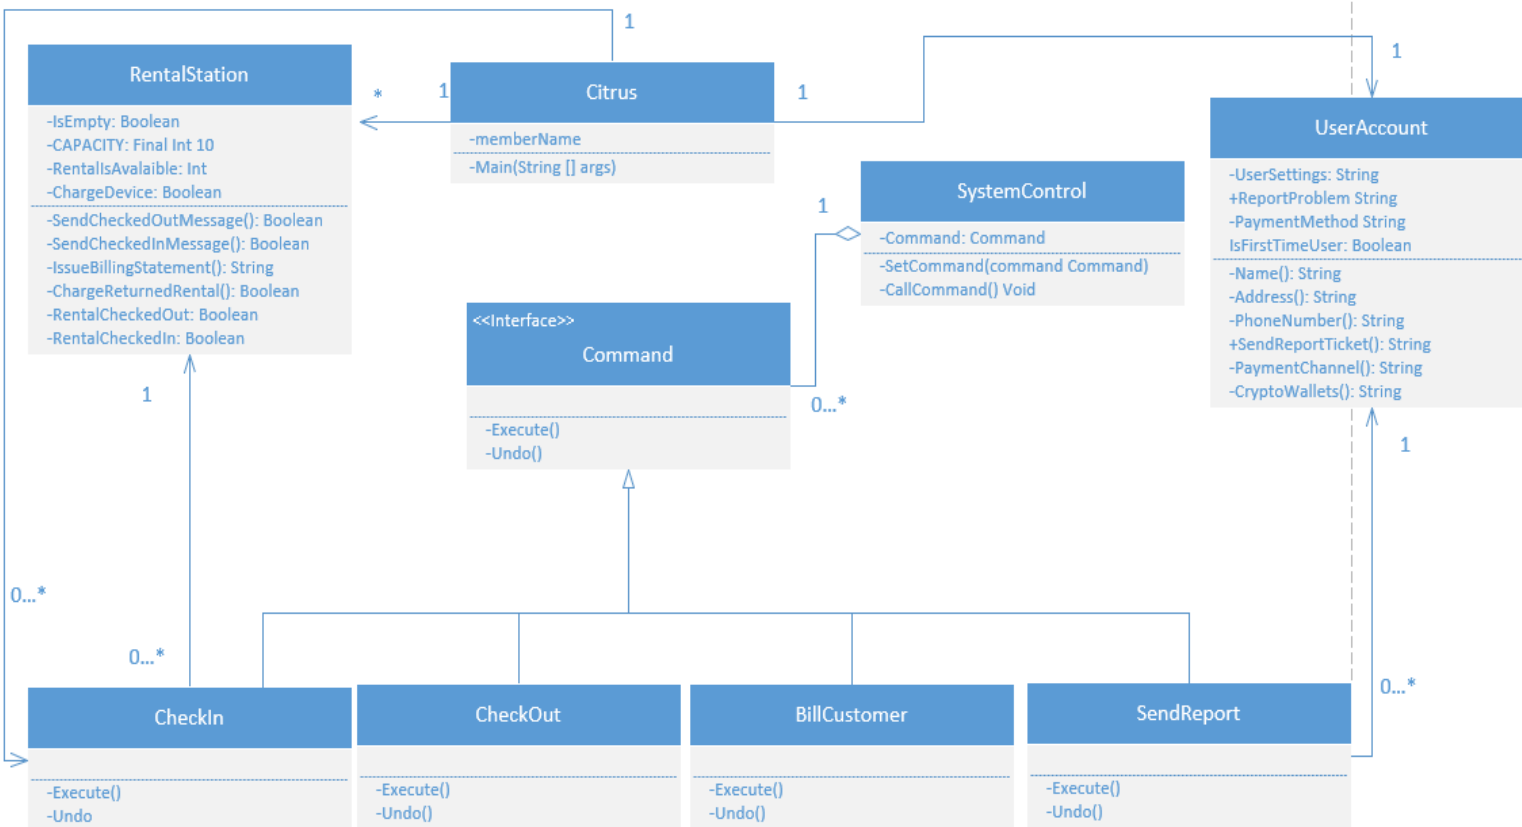 1
RentalStation
-IsEmpty: Boolean
-CAPACITY: Final Int 10
-RentalIsAvalaible: Int
-ChargeDevice: Boolean
-SendCheckedOutMessage(): Boolean
-SendCheckedInMessage(): Boolean
-IssueBillingStatement(): String
-ChargeReturnedRental(): Boolean
-RentalCheckedOut: Boolean
-RentalCheckedIn: Boolean
*
1
Citrus
-memberName
-Main(String [] args)
1
1
UserAccount
-UserSettings: String
+ReportProblem String
-PaymentMethod String
IsFirstTimeUser: Boolean
-Name(): String
-Address(): String
-PhoneNumber(): String
+SendReportTicket(): String
-PaymentChannel(): String
-CryptoWallets(): String
SystemControl
-Command: Command
-SetCommand(command Command)
-CallCommand() Void
1
<<Interface>>
Command
-Execute()
-Undo()
0...*
1
1
0...*
0...*
0...*
CheckIn
-Execute()
-Undo
CheckOut
-Execute()
-Undo()
BillCustomer
-Execute()
-Undo()
SendReport
-Execute()
-Undo()